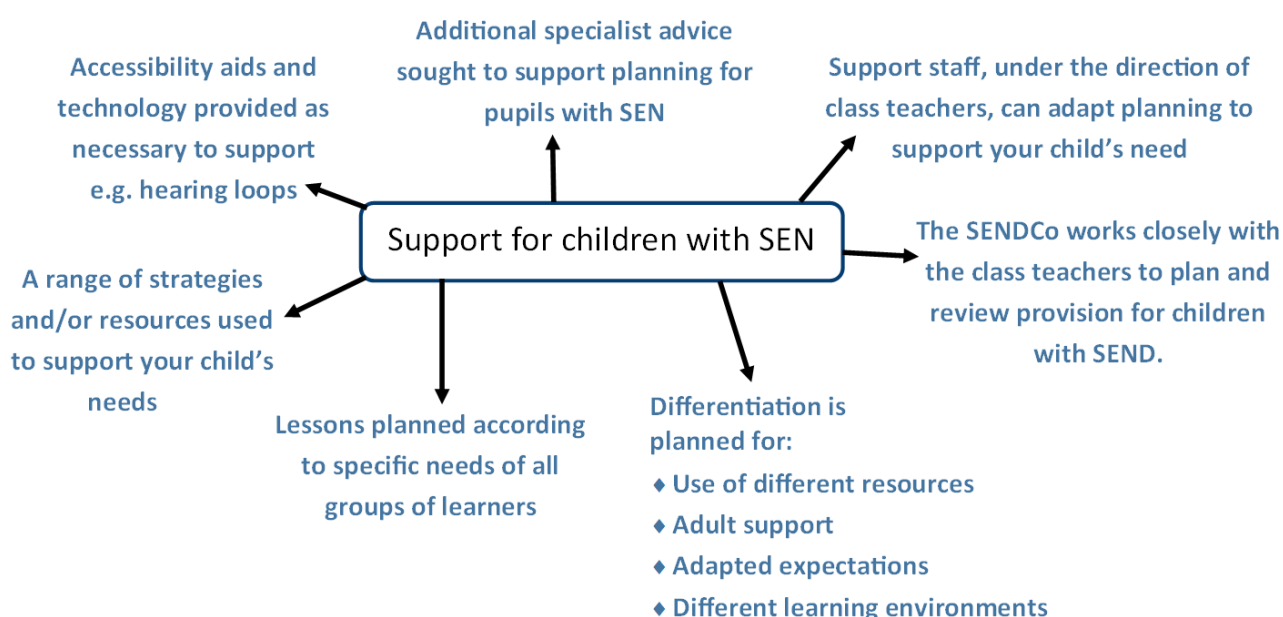 Additional specialist advice
sought to support planning for
pupils with SEN
Accessibility aids and
technology provided as
necessary to support
e.g. hearing loops
Support staff, under the direction of
class teachers, can adapt planning to
support your child’s need
Support for children with SEN
The SENDCo works closely with
the class teachers to plan and
review provision for children
with SEND.
A range of strategies
and/or resources used
to support your child’s
needs
Lessons planned according
to specific needs of all
groups of learners
Differentiation is
planned for:
♦ Use of different resources
♦ Adult support
♦ Adapted expectations
♦ Different learning environments